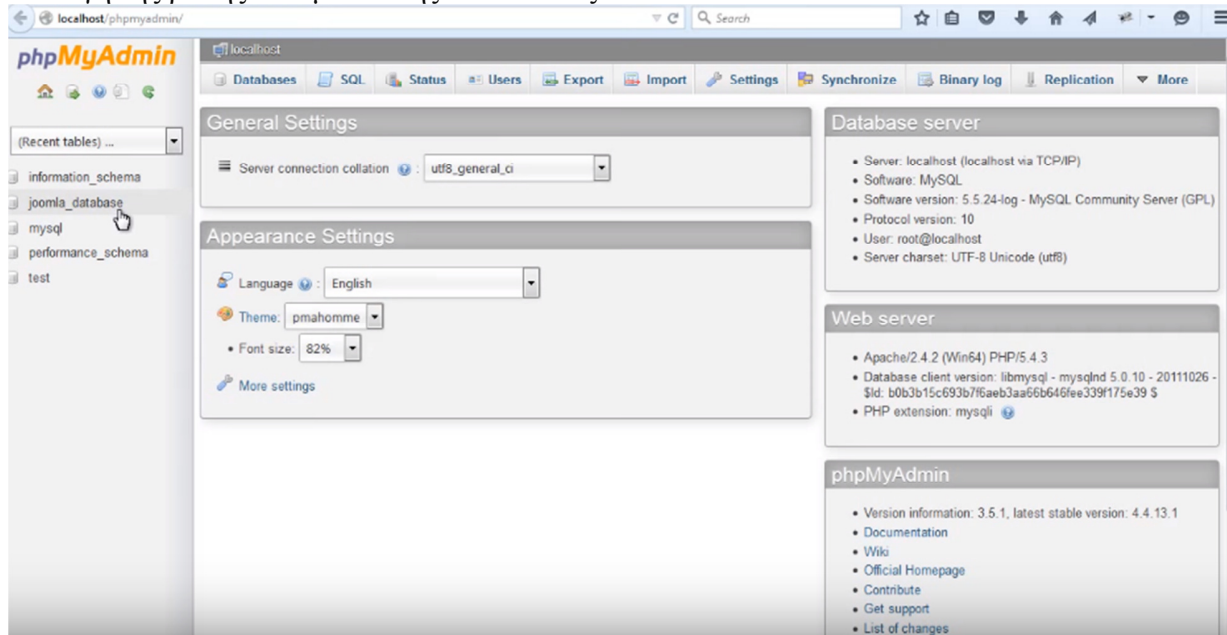 localhost/phpmyadmin/
Search
phpMyAdmin
(Recent tables) ...
information_schema
joomla_database
mysql
performance_schema
test
localhost
Databases SQL Status Users Export Import Settings Synchronize Binary log Replication More
General Settings
Server connection collation : utf8_general_ci
Appearance Settings
Language : English
Theme: pmahomme
• Font size: 82%
More settings
Database server
• Server: localhost (localhost via TCP/IP)
• Software: MySQL
• Software version: 5.5.24-log - MySQL Community Server (GPL)
• Protocol version: 10
• User: root@localhost
• Server charset: UTF-8 Unicode (utf8)
Web server
• Apache/2.4.2 (Win64) PHP/5.4.3
• Database client version: libmysql - mysqlnd 5.0.10 - 20111026 -
$Id: b0b3b15c693b7f6aeb3aa66b646fee339f175e39 $
• PHP extension: mysqli
phpMyAdmin
• Version information: 3.5.1, latest stable version: 4.4.13.1
• Documentation
• Wiki
• Official Homepage
• Contribute
• Get support
• List of changes